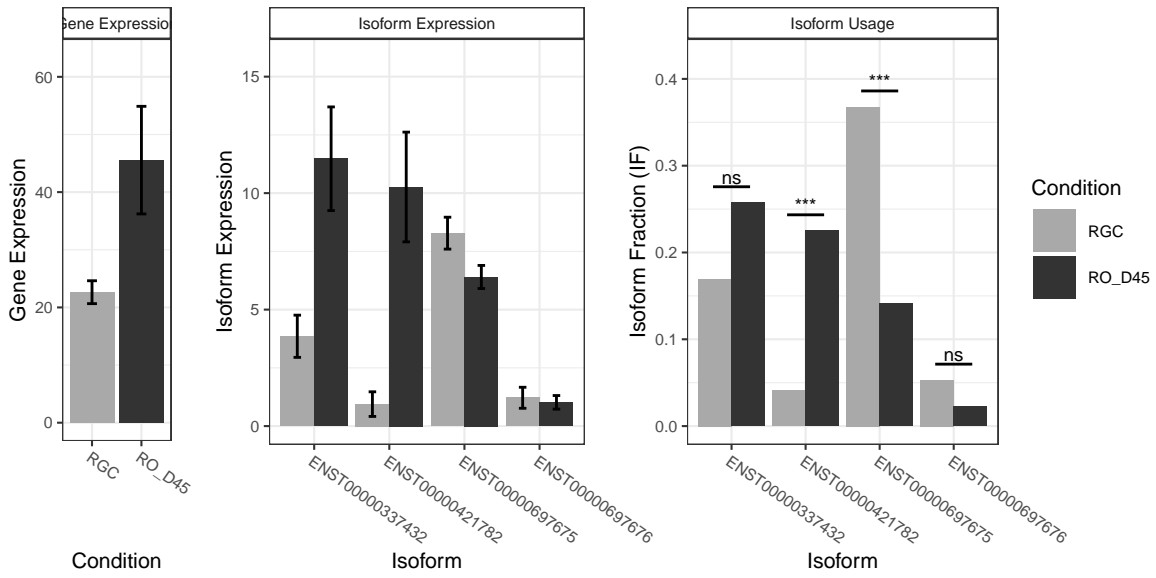 Gene Expression
Isoform Expression
Isoform Usage
Gene Expression
60
40
20
0
RGC
RO_D45
Condition
Isoform Expression
15
10
5
0
ENST00000337432
ENST00000421782
ENST00000697675
ENST00000697676
Isoform
Isoform Fraction (IF)
0.4
0.3
0.2
0.1
0.0
ns
***
***
ns
ENST00000337432
ENST00000421782
ENST00000697675
ENST00000697676
Isoform
Condition
RGC
RO_D45